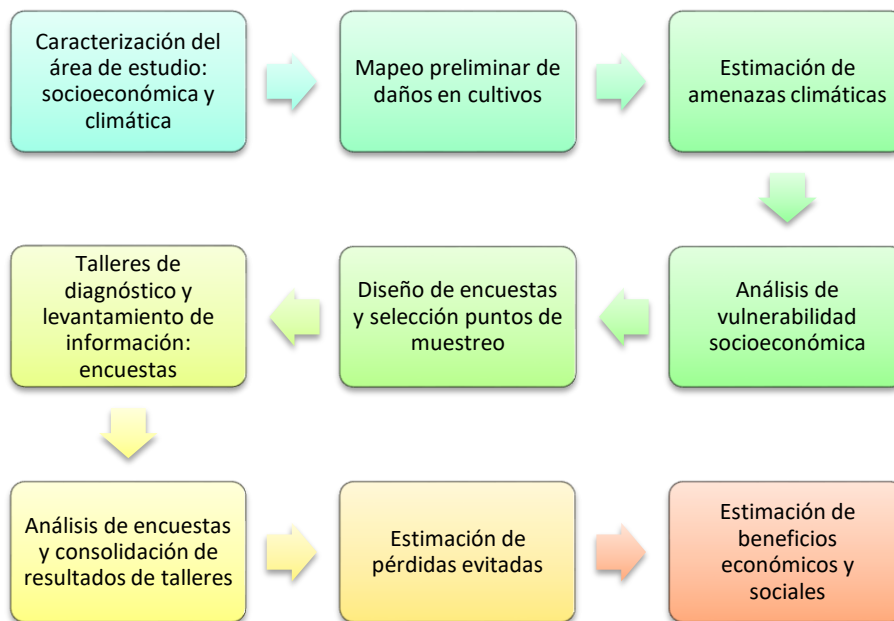 Caracterización del
área de estudio:
socioeconómica y
climática
Mapeo preliminar de
daños en cultivos
Estimación de
amenazas climáticas
Análisis de
vulnerabilidad
socioeconómica
Diseño de encuestas
y selección puntos de
muestreo
Talleres de
diagnóstico y
levantamiento de
información:
encuestas
Análisis de encuestas
y consolidación de
resultados de talleres
Estimación de
pérdidas evitadas
Estimación de
beneficios
económicos y
sociales